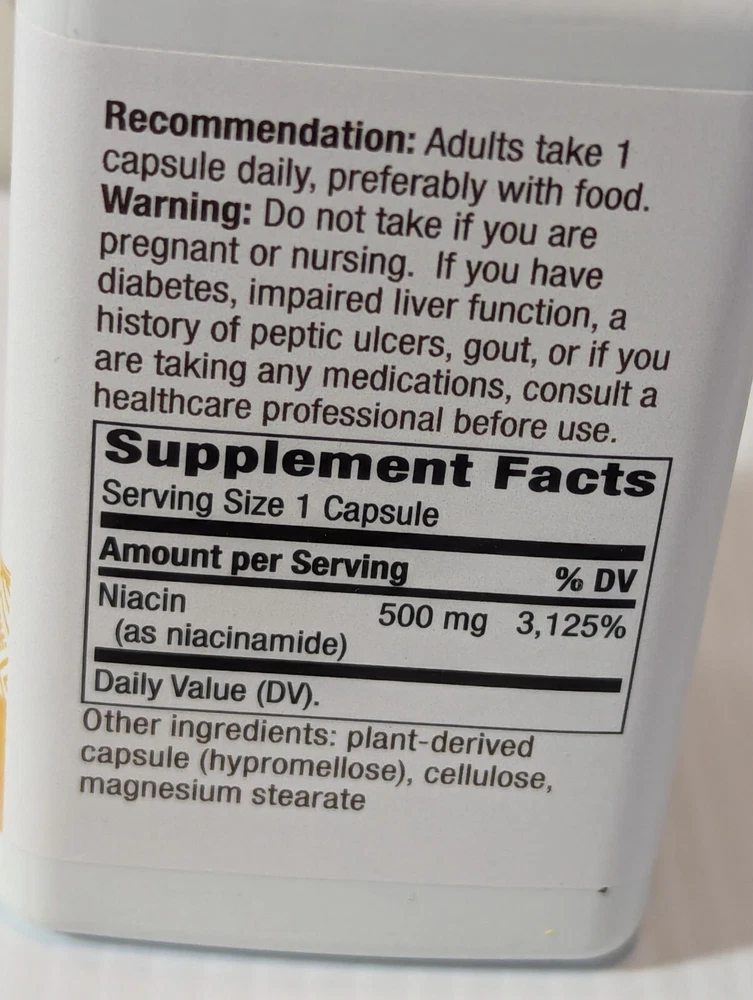 Recommendation: Adults take 1
capsule daily, preferably with food.
Warning: Do not take if you are
pregnant or nursing. If you have
diabetes, impaired liver function, a
history of peptic ulcers, gout, or if you
are taking any medications, consult a
healthcare professional before use.
Supplement Facts
Serving Size 1 Capsule
Amount per Serving % DV
Niacin 500 mg 3,125%
(as niacinamide)
Daily Value (DV).
Other ingredients: plant-derived
capsule (hypromellose), cellulose,
magnesium stearate